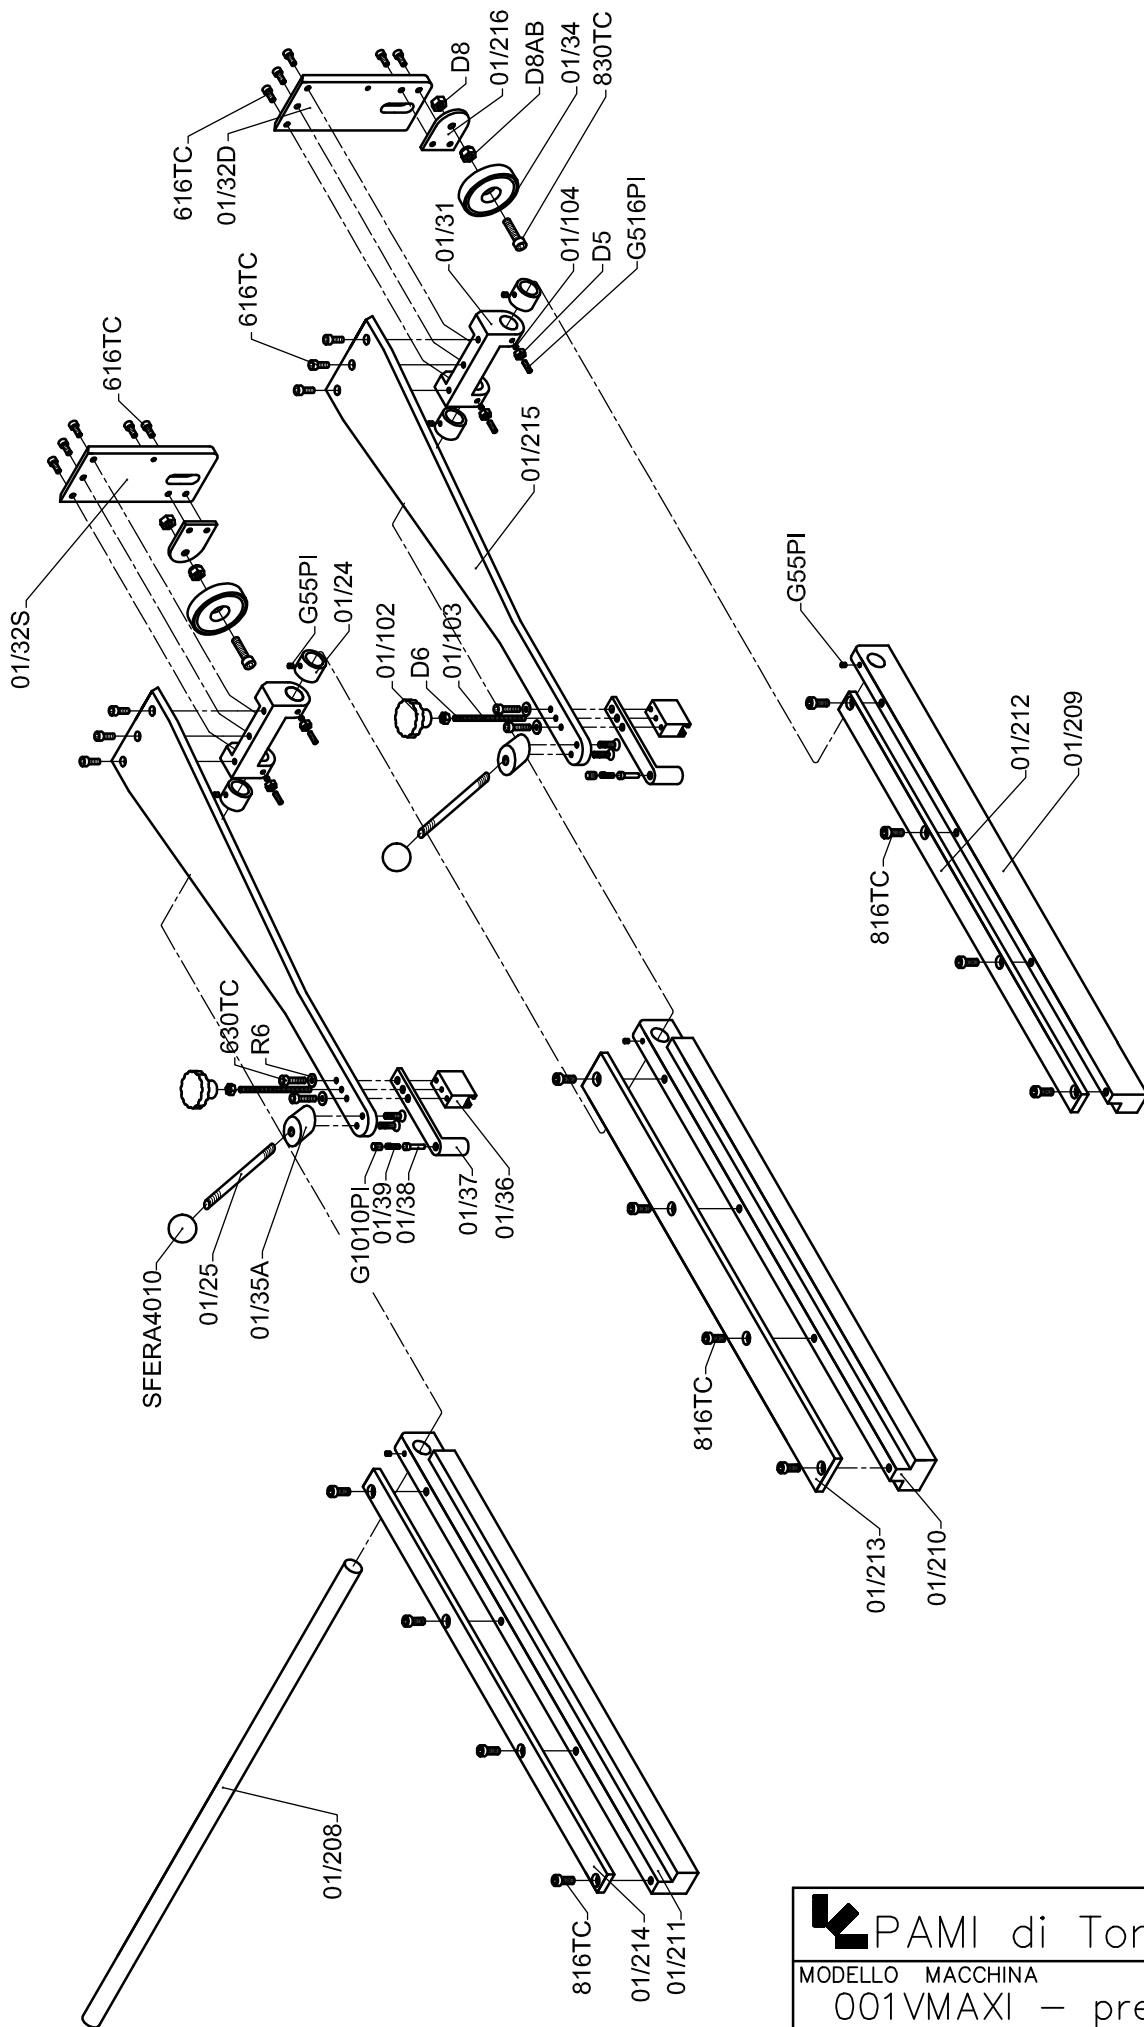 616TC
01/32D
D8
01/216
D8AB
01/34
830TC
01/31
01/104
D5
G516PI
616TC
616TC
01/215
01/32S
G55PI
01/24
01/102
D6
01/103
G55PI
01/212
01/209
816TC
630TC
R6
SFERA4010
01/25
01/35A
G1010PI
01/39
01/38
01/37
01/36
816TC
01/213
01/210
01/208
816TC
01/214
01/211
PAMI di Tor
MODELLO MACCHINA
001VMAXI – pre